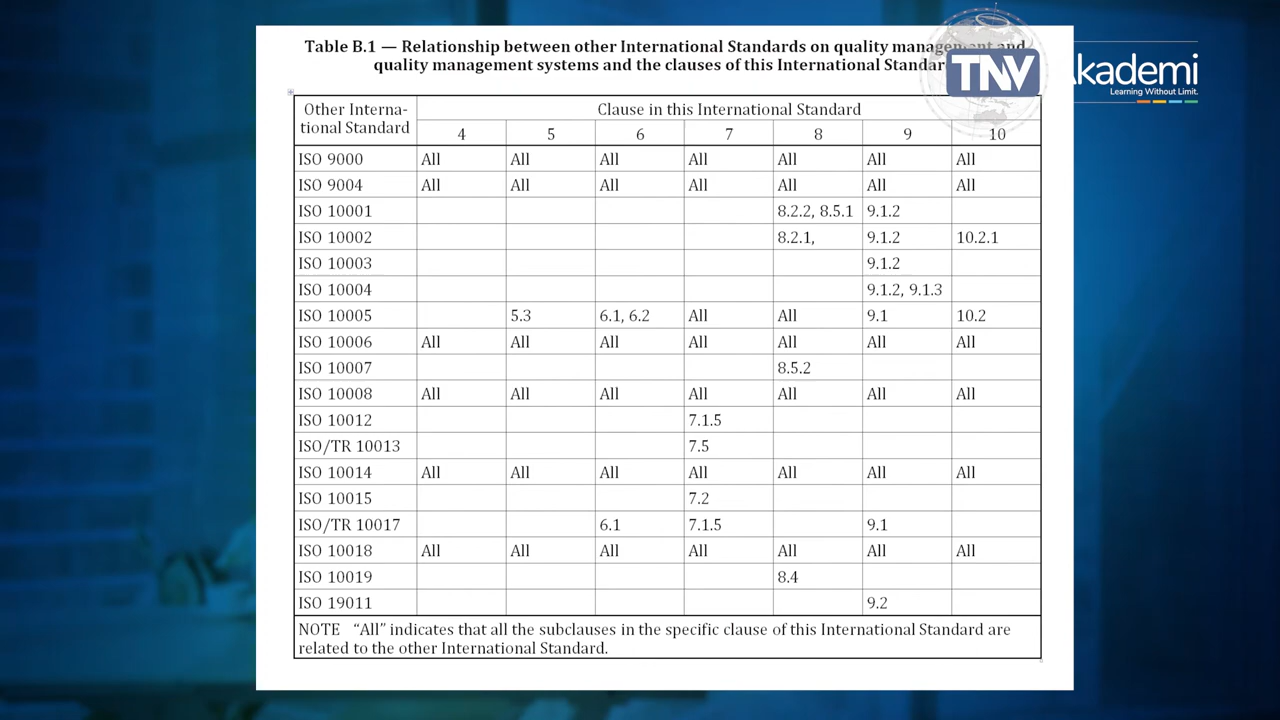 Table B.1 — Relationship between other International Standards on quality management and
quality management systems and the clauses of this International Standard
TNV Akademi
Learning Without Limit.
Other Interna- Clause in this International Standard
tional Standard 4 5 6 7 8 9 10
ISO 9000 All All All All All All All
ISO 9004 All All All All All All All
ISO 10001 8.2.2, 8.5.1 9.1.2
ISO 10002 8.2.1, 9.1.2 10.2.1
ISO 10003 9.1.2
ISO 10004 9.1.2, 9.1.3
ISO 10005 5.3 6.1, 6.2 All All 9.1 10.2
ISO 10006 All All All All All All All
ISO 10007 8.5.2
ISO 10008 All All All All All All All
ISO 10012 7.1.5
ISO/TR 10013 7.5
ISO 10014 All All All All All All All
ISO 10015 7.2
ISO/TR 10017 6.1 7.1.5 9.1
ISO 10018 All All All All All All All
ISO 10019 8.4
ISO 19011 9.2
NOTE “All” indicates that all the subclauses in the specific clause of this International Standard are
related to the other International Standard.